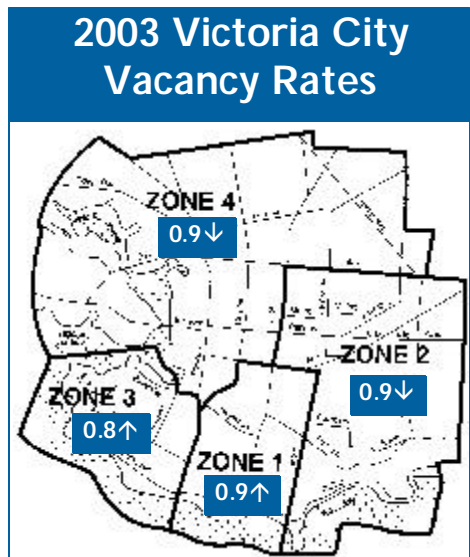 2003 Victoria City
Vacancy Rates
ZONE 4
0.9↓
ZONE 2
0.9↓
ZONE 3
0.8↑
ZONE 1
0.9↑